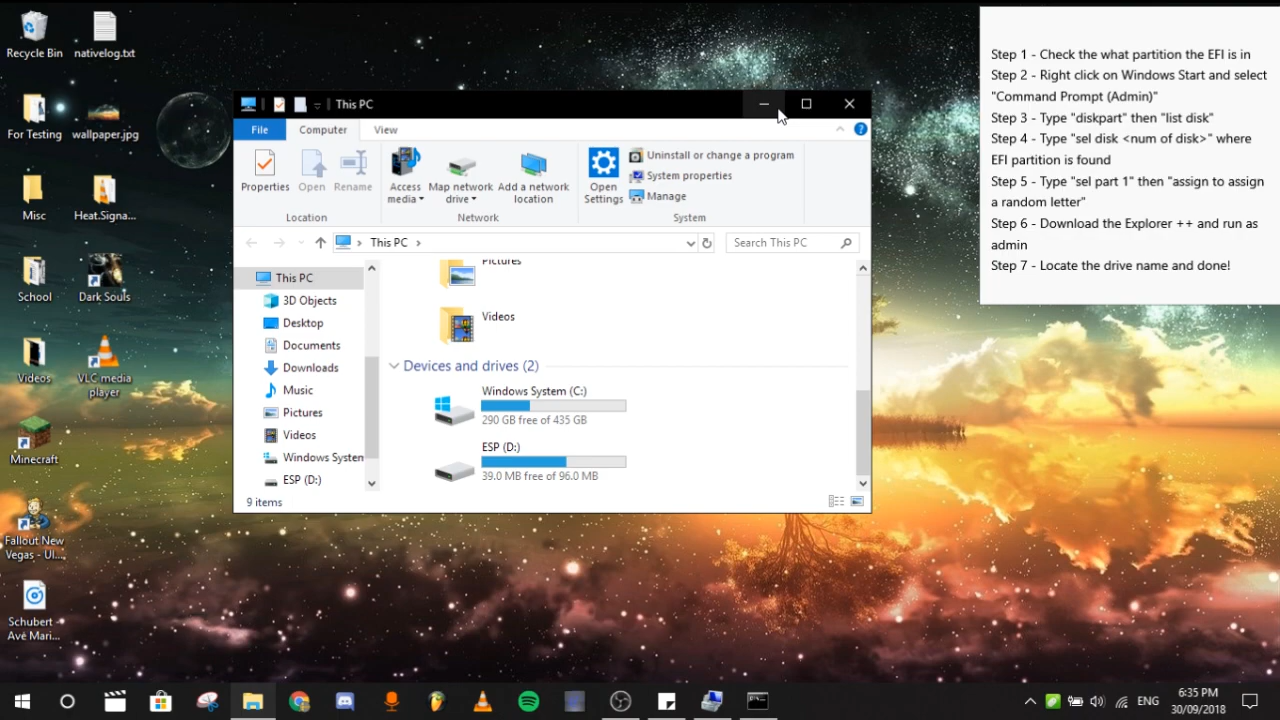 Recycle Bin
nativelog.txt
For Testing
wallpaper.jpg
Misc
Heat.Signa...
School
Dark Souls
Videos
VLC media
player
Minecraft
Fallout New
Vegas - Ul...
Schubert -
Ave Mari...
This PC
File
Computer
View
Properties
Open
Rename
Access
media
Map network
drive
Add a network
location
Open
Settings
Uninstall or change a program
System properties
Manage
Location
Network
System
This PC
Search This PC
This PC
3D Objects
Desktop
Documents
Downloads
Music
Pictures
Videos
Windows System
ESP (D:)
Pictures
Videos
Devices and drives (2)
Windows System (C:)
290 GB free of 435 GB
ESP (D:)
39.0 MB free of 96.0 MB
9 items
Step 1 - Check the what partition the EFI is in
Step 2 - Right click on Windows Start and select
"Command Prompt (Admin)"
Step 3 - Type "diskpart" then "list disk"
Step 4 - Type "sel disk <num of disk>" where
EFI partition is found
Step 5 - Type "sel part 1" then "assign to assign
a random letter"
Step 6 - Download the Explorer ++ and run as
admin
Step 7 - Locate the drive name and done!
ENG
6:35 PM
30/09/2018